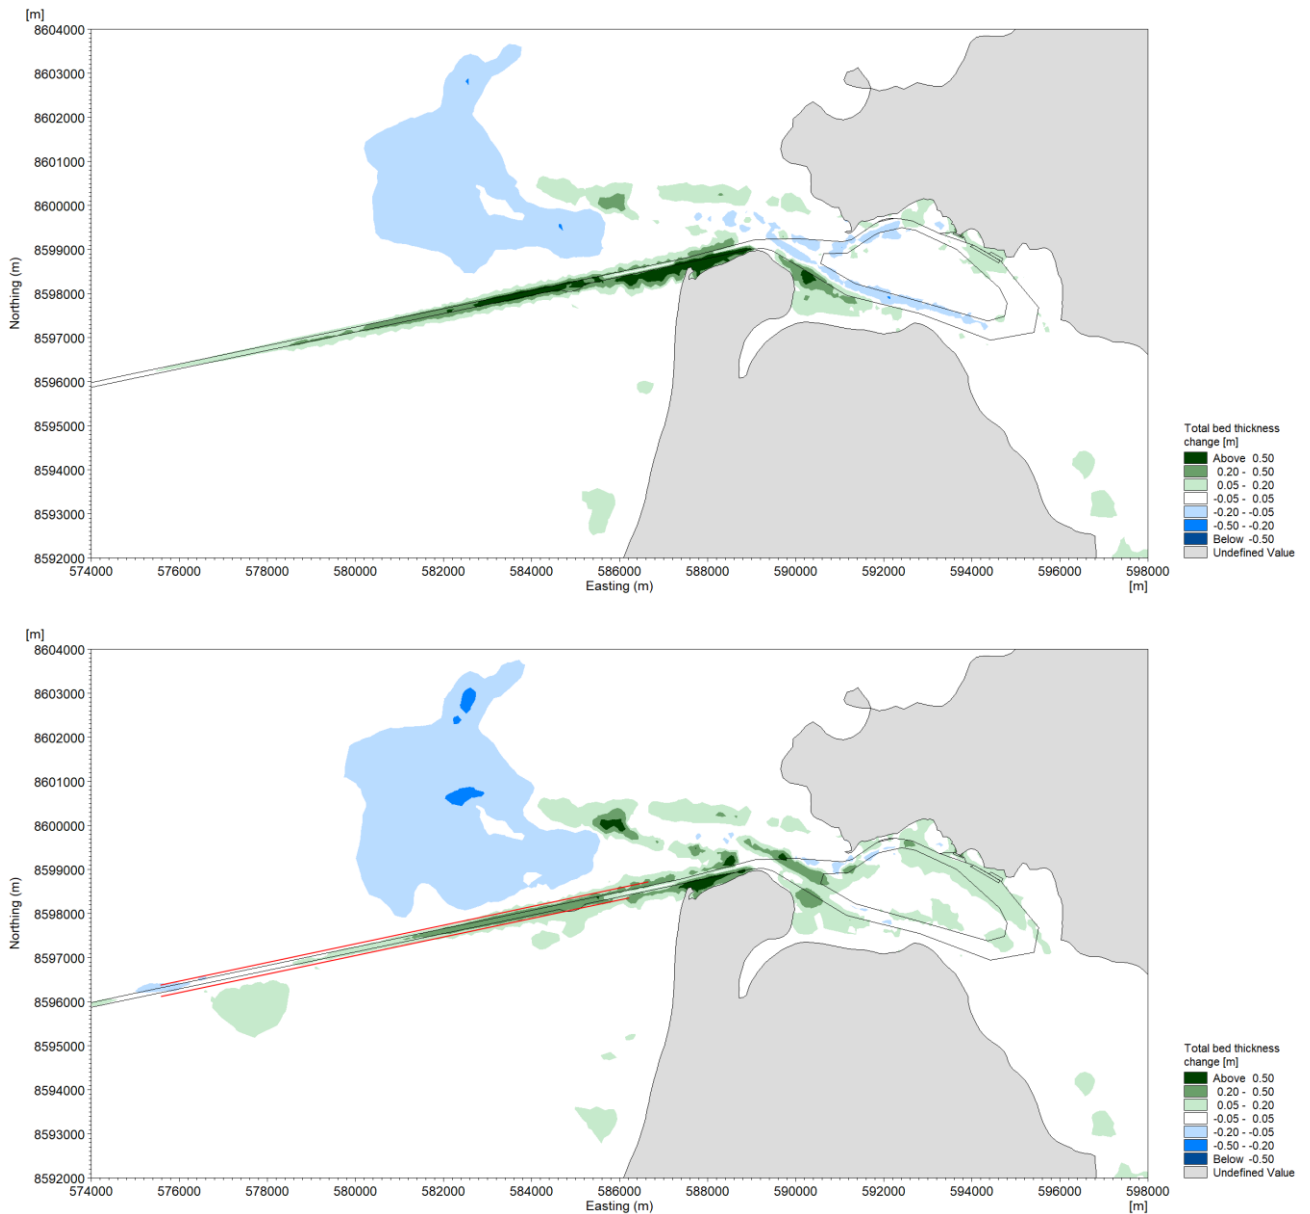 [m]
8604000
8603000
8602000
8601000
8600000
8599000
8598000
8597000
8596000
8595000
8594000
8593000
8592000
Northing (m)
574000 576000 578000 580000 582000 584000 586000 588000 590000 592000 594000 596000 598000
Easting (m) [m]
Total bed thickness
change [m]
Above 0.50
0.20 - 0.50
0.05 - 0.20
-0.05 - 0.05
-0.20 - -0.05
-0.50 - -0.20
Below -0.50
Undefined Value
[m]
8604000
8603000
8602000
8601000
8600000
8599000
8598000
8597000
8596000
8595000
8594000
8593000
8592000
Northing (m)
574000 576000 578000 580000 582000 584000 586000 588000 590000 592000 594000 596000 598000
Easting (m) [m]
Total bed thickness
change [m]
Above 0.50
0.20 - 0.50
0.05 - 0.20
-0.05 - 0.05
-0.20 - -0.05
-0.50 - -0.20
Below -0.50
Undefined Value